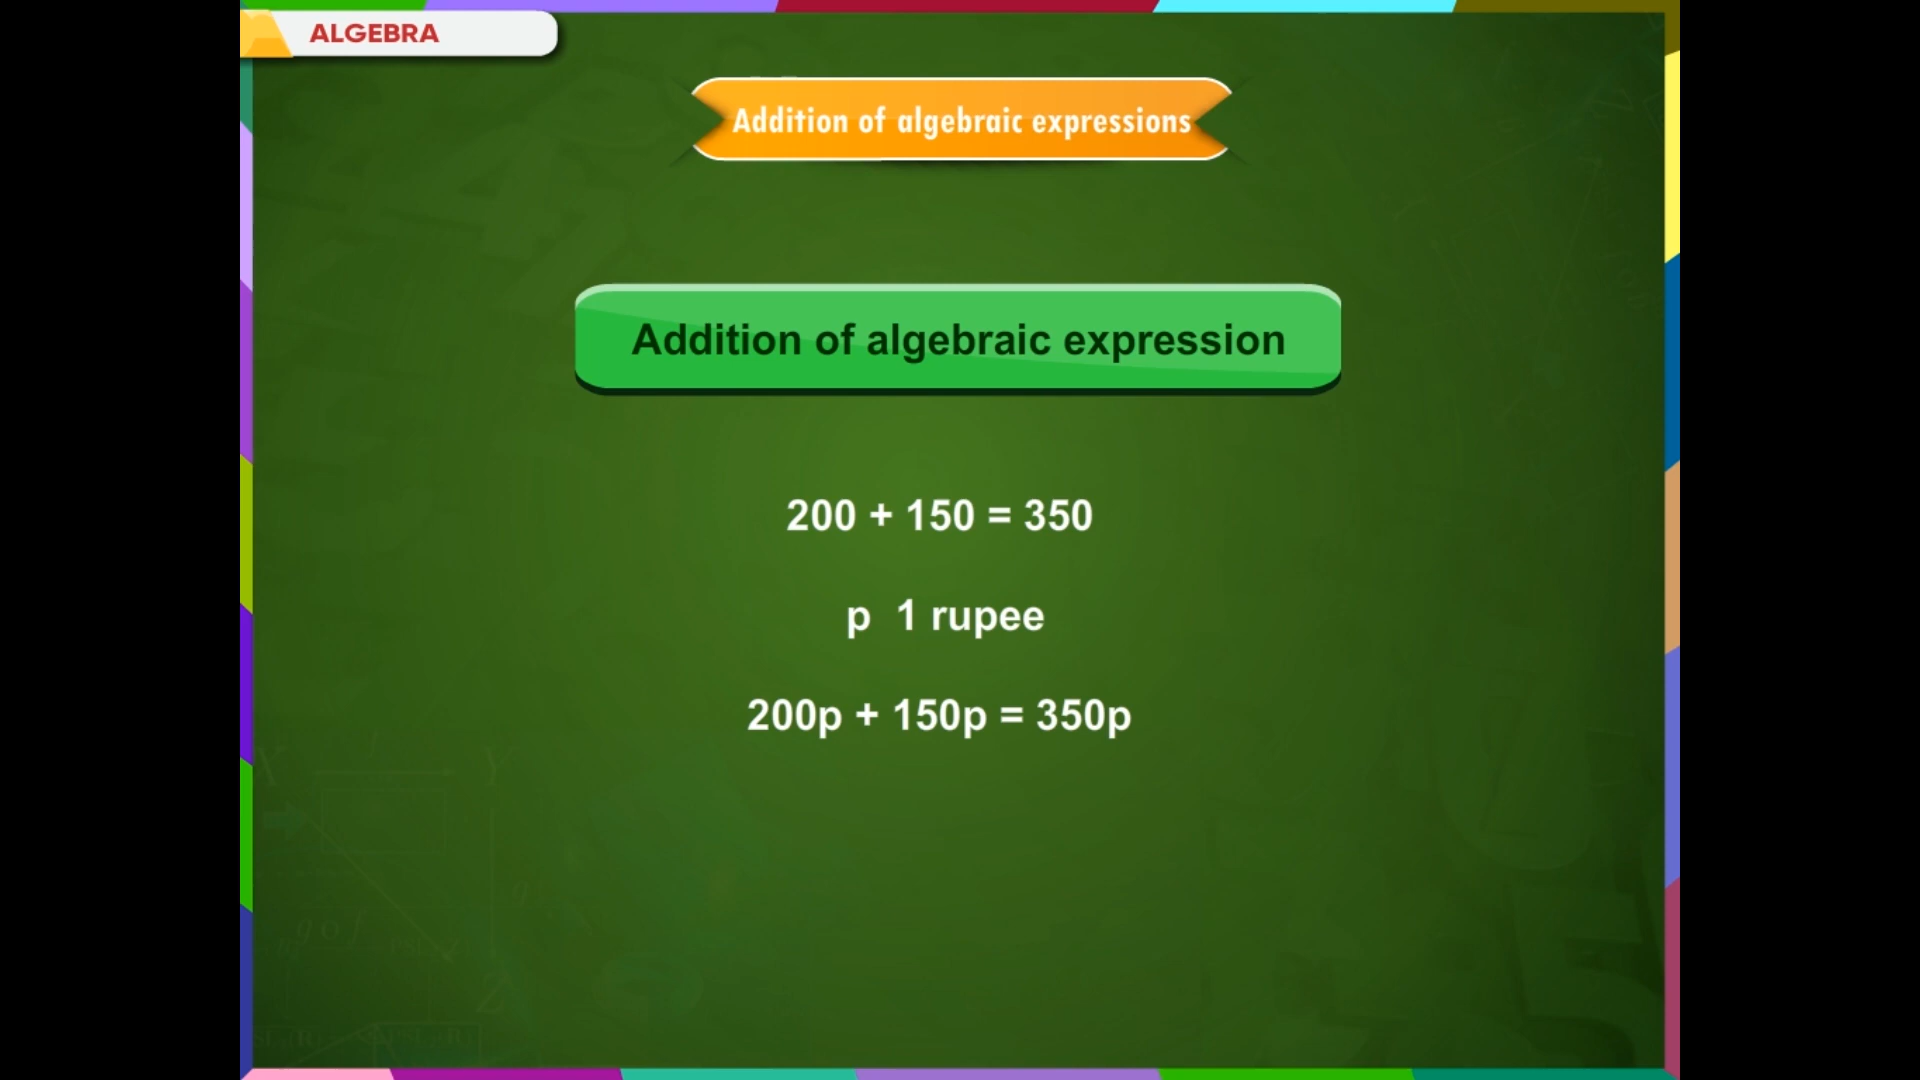 ALGEBRA
Addition of algebraic expressions
Addition of algebraic expression
200 + 150 = 350
p 1 rupee
200p + 150p = 350p